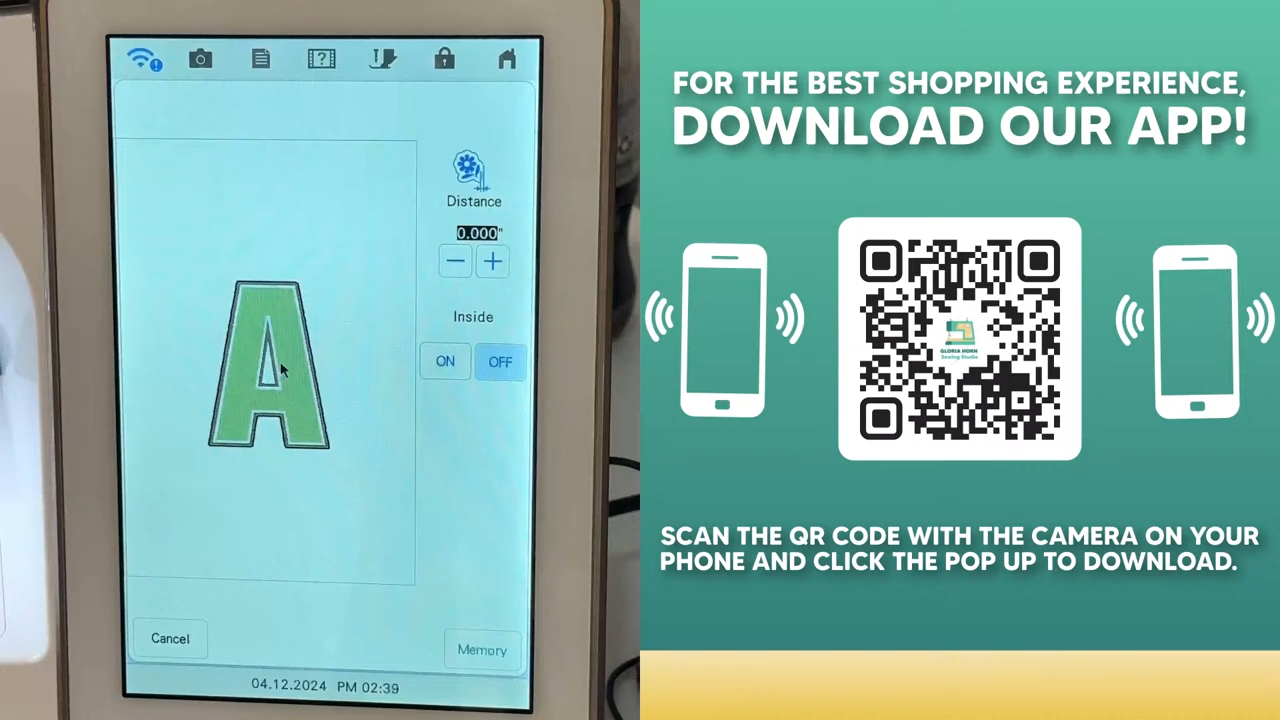 Distance
0.000"
Inside
ON OFF
A
Cancel
Memory
04.12.2024 PM 02:39
FOR THE BEST SHOPPING EXPERIENCE,
DOWNLOAD OUR APP!
GLORIA HORN
Sewing Studio
SCAN THE QR CODE WITH THE CAMERA ON YOUR
PHONE AND CLICK THE POP UP TO DOWNLOAD.